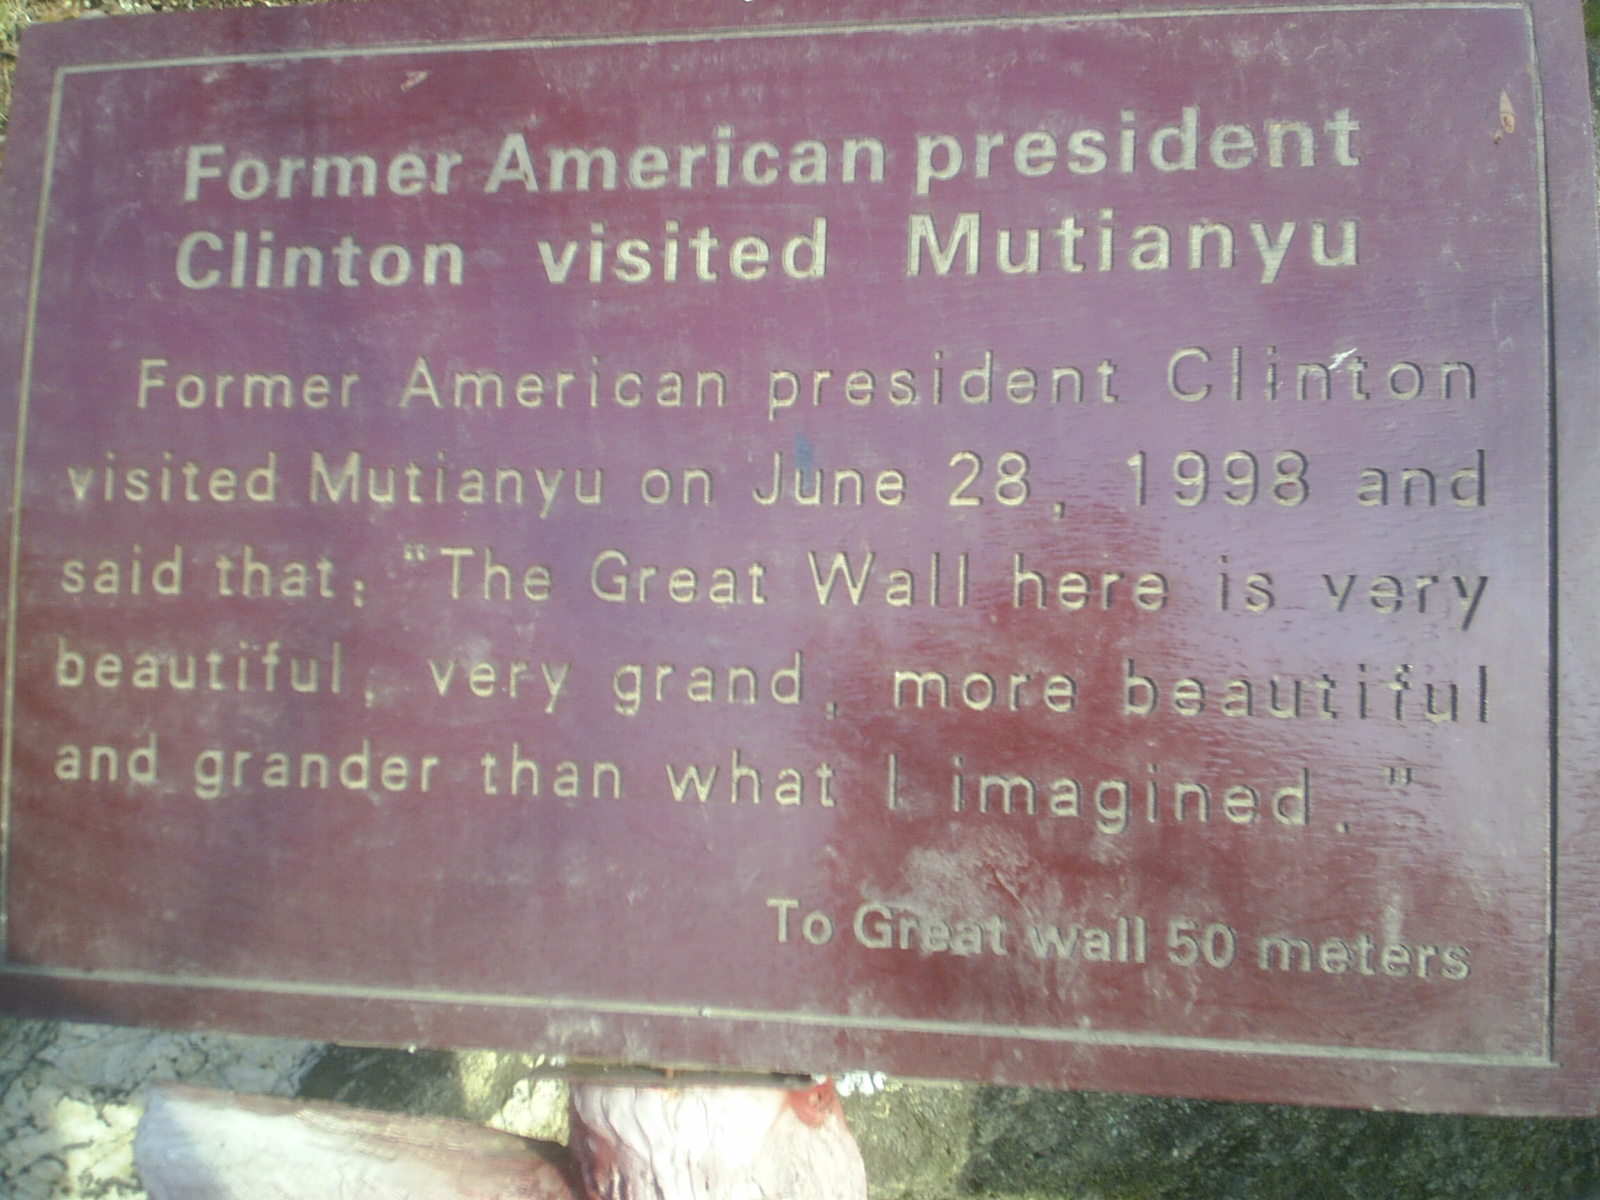 Former American president
Clinton visited Mutianyu
Former American president Clinton
visited Mutianyu on June 28, 1998 and
said that: "The Great Wall here is very
beautiful, very grand, more beautiful
and grander than what I imagined."
To Great wall 50 meters